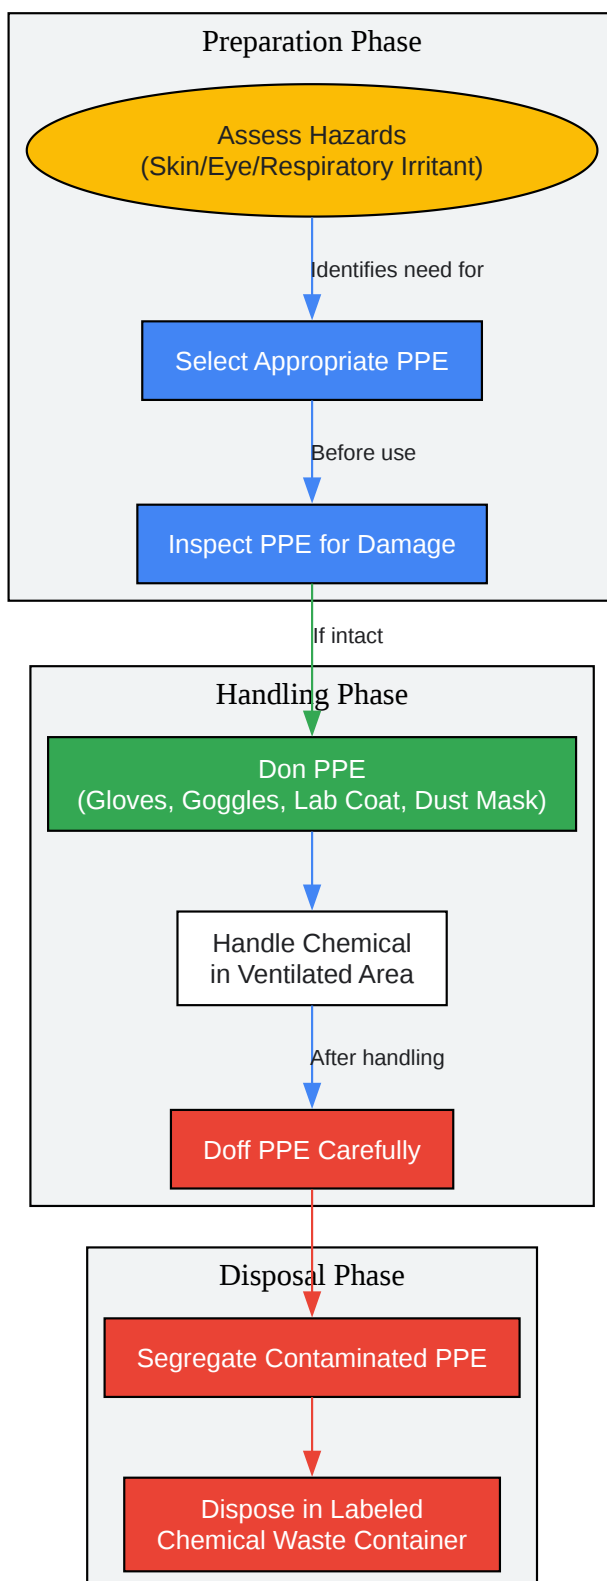 Preparation Phase
Assess Hazards
(Skin/Eye/Respiratory Irritant)
Identifies need for
Select Appropriate PPE
Before use
Inspect PPE for Damage
If intact
Handling Phase
Don PPE
(Gloves, Goggles, Lab Coat, Dust Mask)
Handle Chemical
in Ventilated Area
After handling
Doff PPE Carefully
Disposal Phase
Segregate Contaminated PPE
Dispose in Labeled
Chemical Waste Container